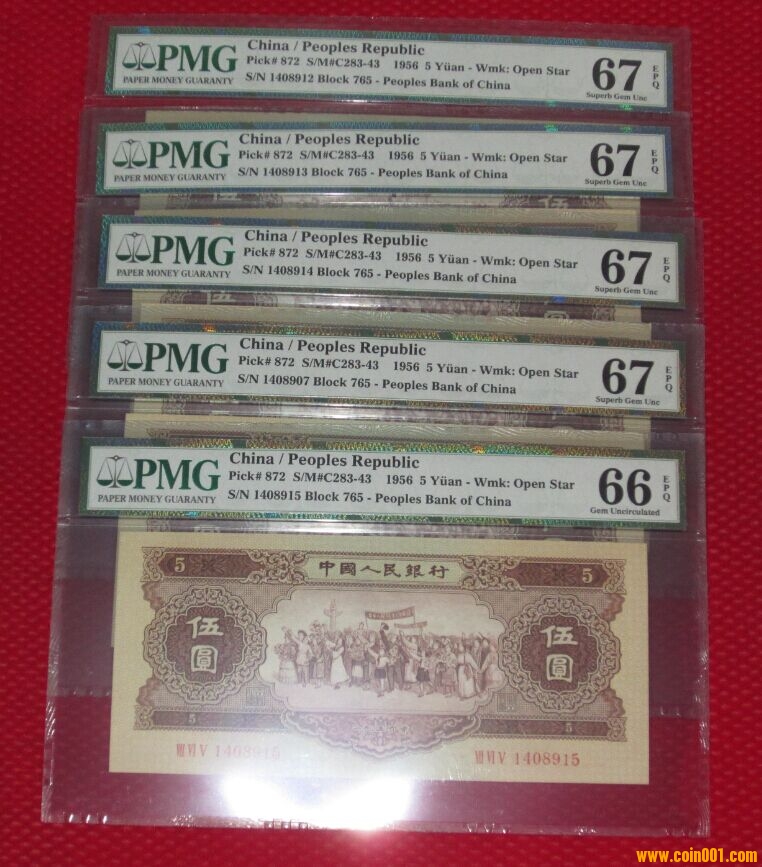 PMG
PAPER MONEY GUARANTY
China / Peoples Republic
Pick# 872 S/M#C283-43 1956 5 Yüan - Wmk: Open Star
S/N 1408912 Block 765 - Peoples Bank of China
67
EPQ
Superb Gem Unc
PMG
PAPER MONEY GUARANTY
China / Peoples Republic
Pick# 872 S/M#C283-43 1956 5 Yüan - Wmk: Open Star
S/N 1408913 Block 765 - Peoples Bank of China
67
EPQ
Superb Gem Unc
伍 伍
PMG
PAPER MONEY GUARANTY
China / Peoples Republic
Pick# 872 S/M#C283-43 1956 5 Yüan - Wmk: Open Star
S/N 1408914 Block 765 - Peoples Bank of China
67
EPQ
Superb Gem Unc
PMG
PAPER MONEY GUARANTY
China / Peoples Republic
Pick# 872 S/M#C283-43 1956 5 Yüan - Wmk: Open Star
S/N 1408907 Block 765 - Peoples Bank of China
67
EPQ
Superb Gem Unc
PMG
PAPER MONEY GUARANTY
China / Peoples Republic
Pick# 872 S/M#C283-43 1956 5 Yüan - Wmk: Open Star
S/N 1408915 Block 765 - Peoples Bank of China
66
EPQ
Gem Uncirculated
5 中國人民銀行 5
伍圓 伍圓
5 5
VII VI V 1408915 VII VI V 1408915
www.coin001.com